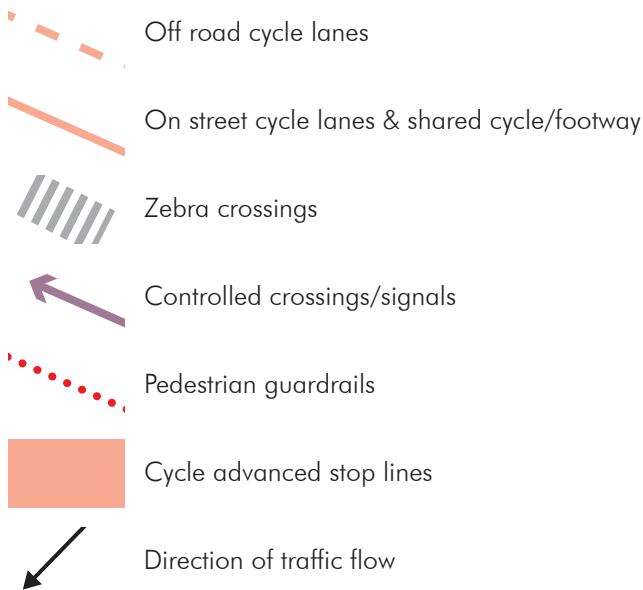 Off road cycle lanes
On street cycle lanes & shared cycle/footway
Zebra crossings
Controlled crossings/signals
Pedestrian guardrails
Cycle advanced stop lines
Direction of traffic flow